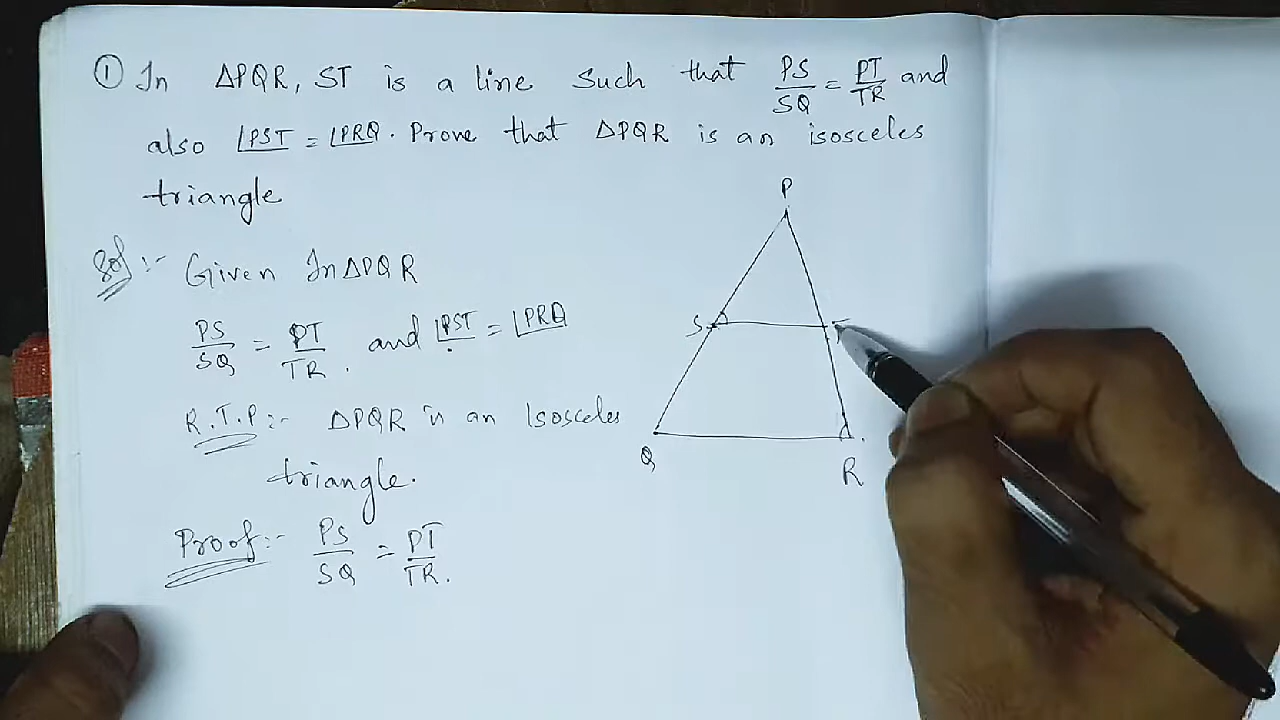 ① In ΔPQR, ST is a line such that PS/SQ = PT/TR and
also ∠PST = ∠PRQ. Prove that ΔPQR is an isosceles
triangle
Sol :- Given In ΔPQR
PS/SQ = PT/TR. and ∠PST = ∠PRQ
R.T.P :- ΔPQR is an Isosceles
triangle.
Proof :- PS/SQ = PT/TR.
P
S T
Q R